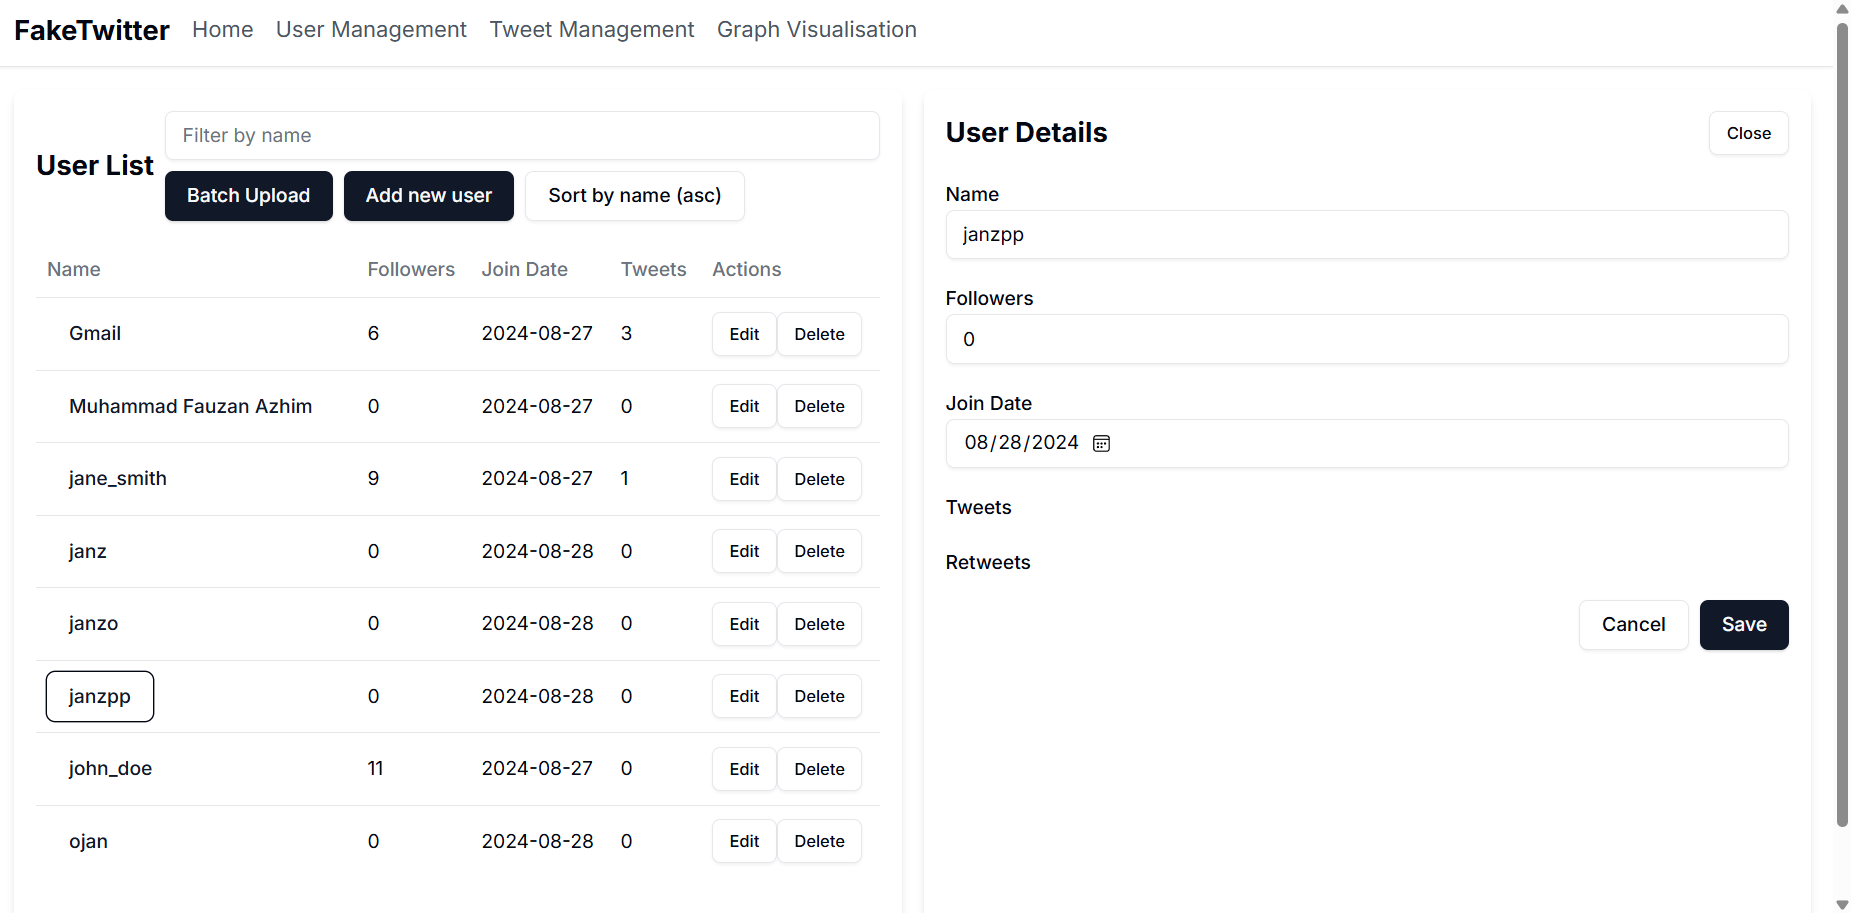 FakeTwitter Home User Management Tweet Management Graph Visualisation
User List
Filter by name
Batch Upload Add new user Sort by name (asc)
Name Followers Join Date Tweets Actions
Gmail 6 2024-08-27 3 Edit Delete
Muhammad Fauzan Azhim 0 2024-08-27 0 Edit Delete
jane_smith 9 2024-08-27 1 Edit Delete
janz 0 2024-08-28 0 Edit Delete
janzo 0 2024-08-28 0 Edit Delete
janzpp 0 2024-08-28 0 Edit Delete
john_doe 11 2024-08-27 0 Edit Delete
ojan 0 2024-08-28 0 Edit Delete
User Details Close
Name
janzpp
Followers
0
Join Date
08/28/2024
Tweets
Retweets
Cancel Save